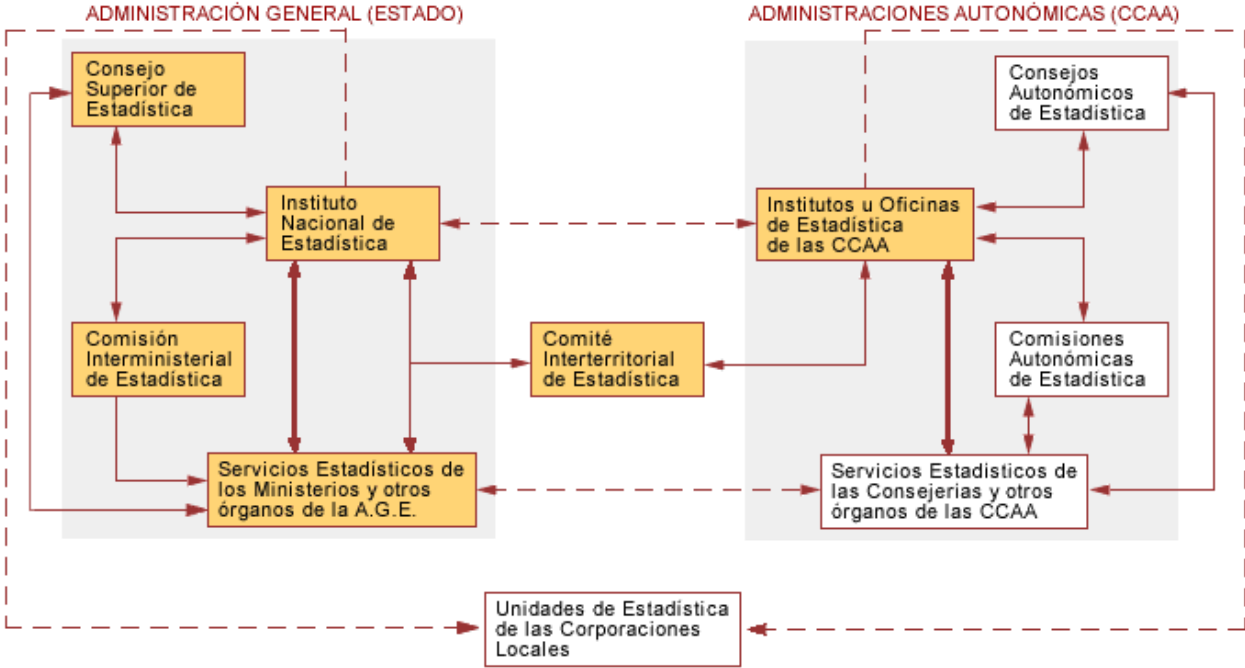 ADMINISTRACIÓN GENERAL (ESTADO)
ADMINISTRACIONES AUTONÓMICAS (CCAA)
Consejo
Superior de
Estadística
Consejos
Autonómicos
de Estadistica
Instituto
Nacional de
Estadística
Institutos u Oficinas
de Estadística
de las CCAA
Comisión
Interministerial
de Estadística
Comité
Interterritorial
de Estadística
Comisiones
Autonómicas
de Estadistica
Servicios Estadísticos de
los Ministerios y otros
órganos de la A.G.E.
Servicios Estadísticos de
las Consejerias y otros
órganos de las CCAA
Unidades de Estadistica
de las Corporaciones
Locales